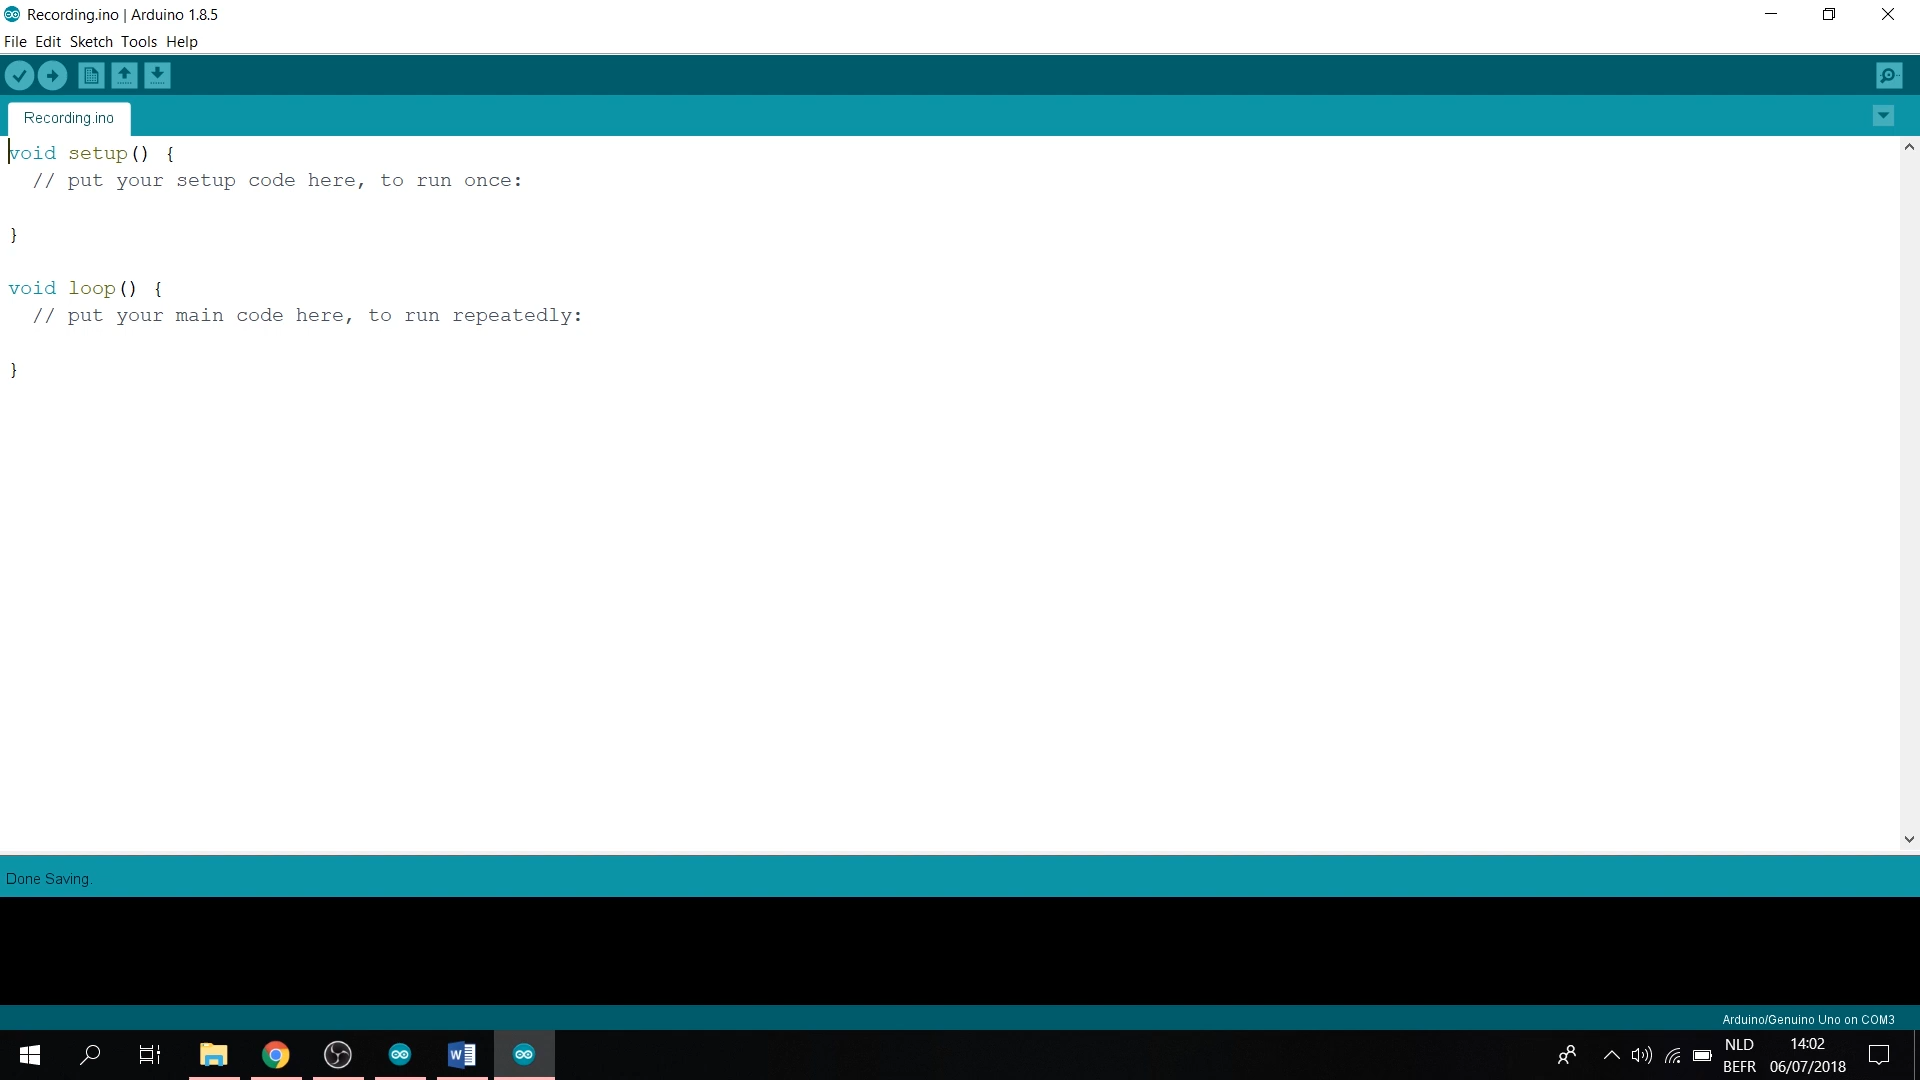 Recording.ino | Arduino 1.8.5
File Edit Sketch Tools Help
Recording.ino
void setup() {
  // put your setup code here, to run once:
}
void loop() {
  // put your main code here, to run repeatedly:
}
Done Saving.
Arduino/Genuino Uno on COM3
NLD 14:02
BEFR 06/07/2018